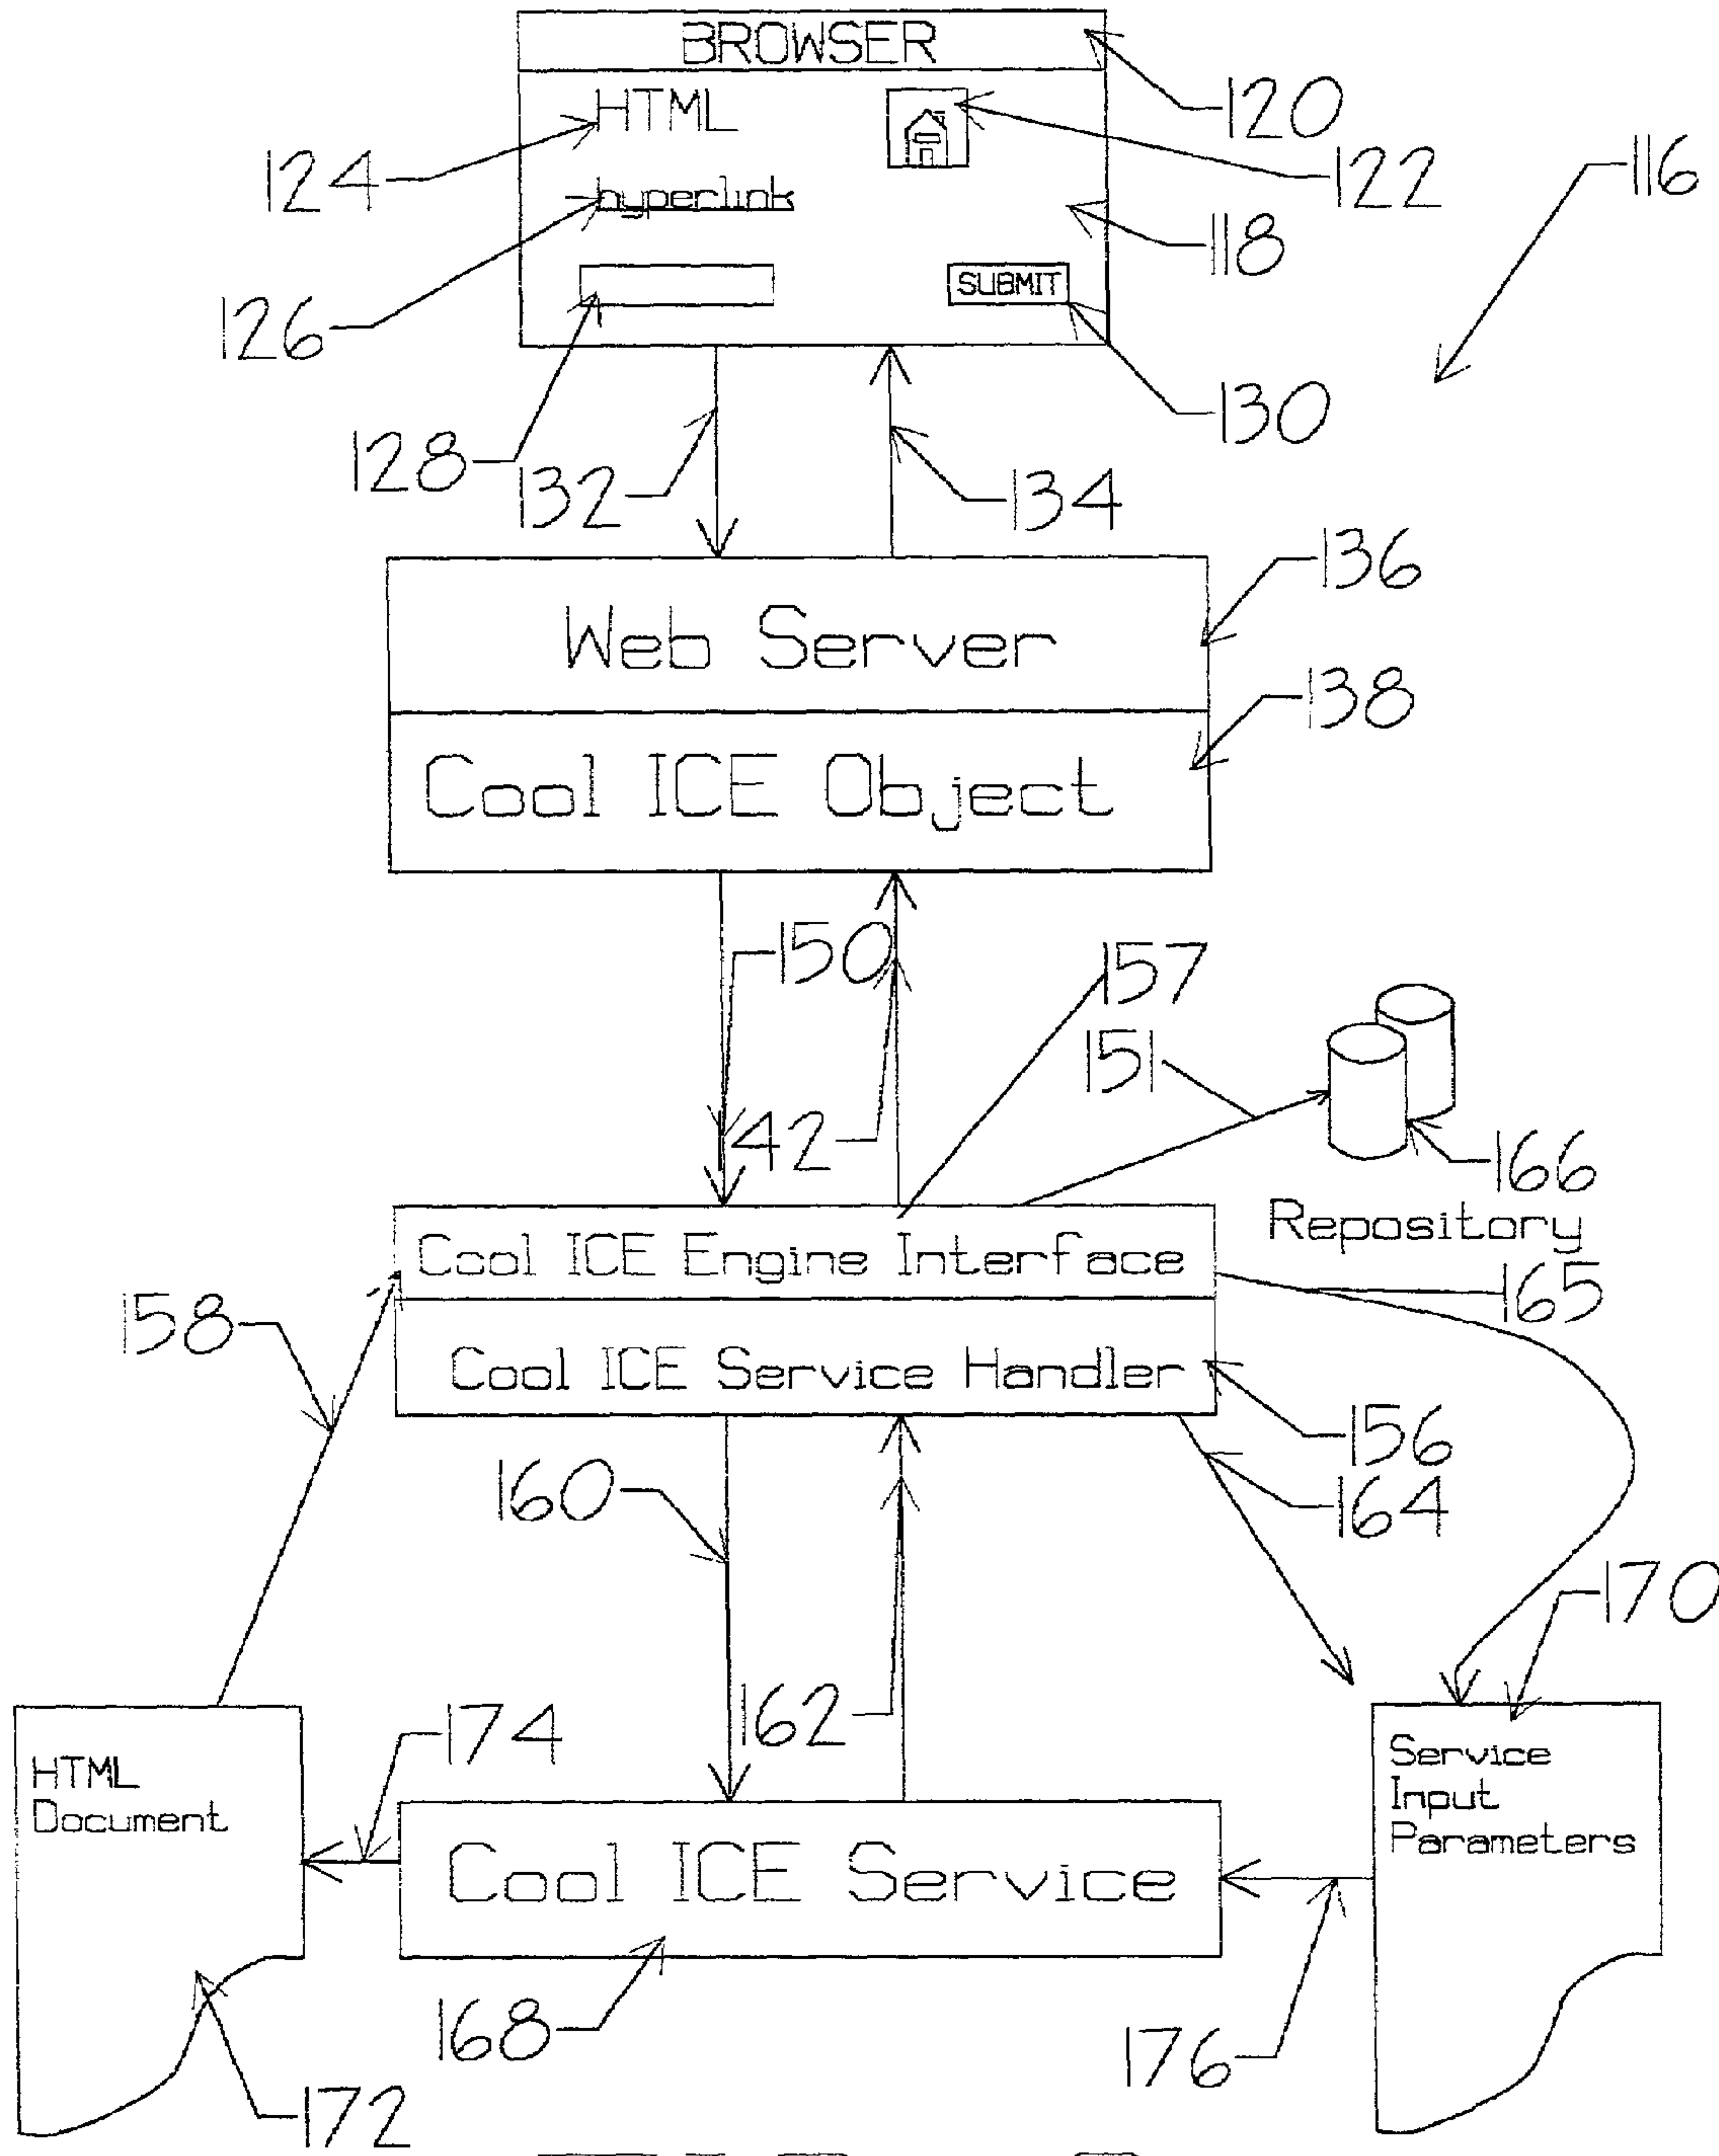 BROWSER
120
HTML
124
122
116
hyperlink
118
126
SUBMIT
130
128
132
134
136
Web Server
138
Cool ICE Object
150
157
151
142
166
Repository
Cool ICE Engine Interface
165
158
Cool ICE Service Handler
156
160
164
170
162
174
HTML
Document
Service
Input
Parameters
Cool ICE Service
168
176
172